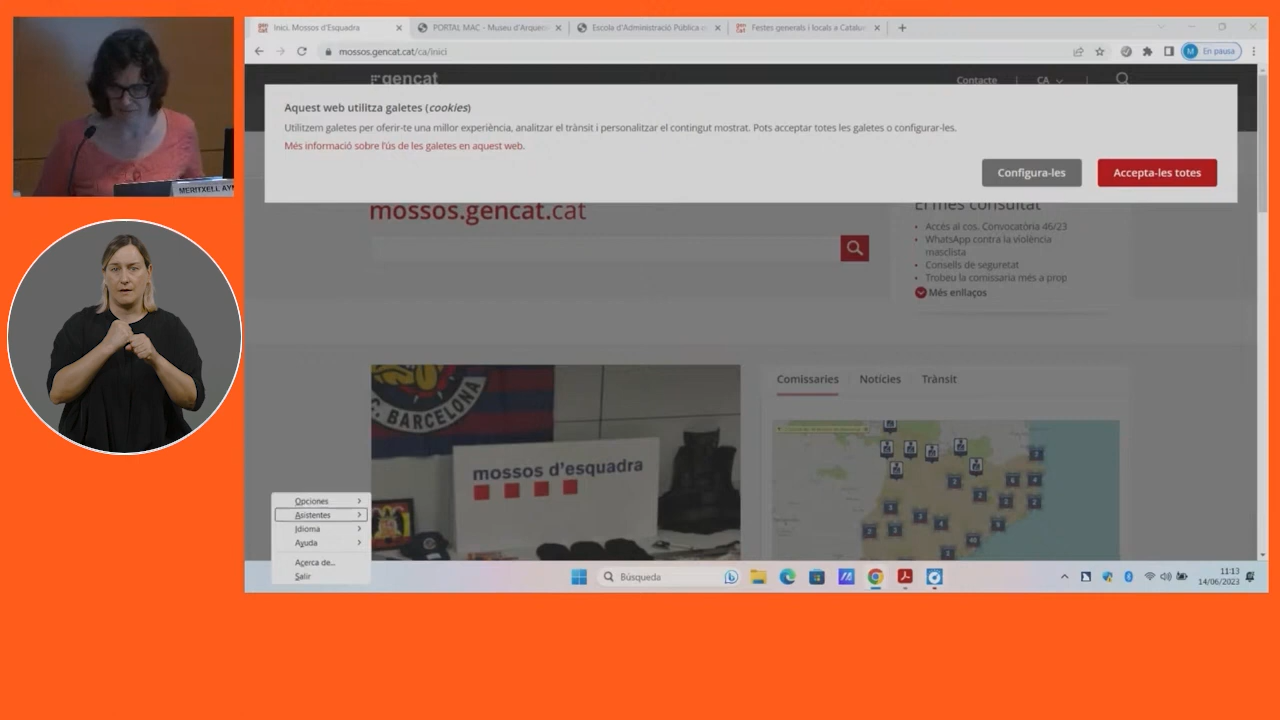 Inici. Mossos d'Esquadra
PORTAL MAC - Museu d'Arque
Escola d'Administració Pública
Festes generals i locals a Catalu
mossos.gencat.cat/ca/inici
M En pausa
gencat
Contacte | CA
Aquest web utilitza galetes (cookies)
Utilitzem galetes per oferir-te una millor experiència, analitzar el trànsit i personalitzar el contingut mostrat. Pots acceptar totes les galetes o configurar-les.
Més informació sobre l'ús de les galetes en aquest web.
Configura-les
Accepta-les totes
mossos.gencat.cat
El més consultat
Accés al cos. Convocatòria 46/23
WhatsApp contra la violència
masclista
Consells de seguretat
Trobeu la comissaria més a prop
Més enllaços
MERITXELL AY
C. BARCELONA
mossos d'esquadra
Comissaries
Notícies
Trànsit
Opciones
Asistentes
Idioma
Ayuda
Acerca de...
Salir
Búsqueda
11:13
14/06/2023